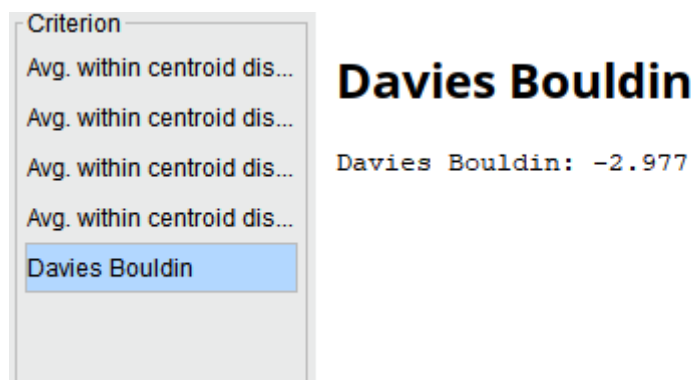 Criterion
Avg. within centroid dis...
Avg. within centroid dis...
Avg. within centroid dis...
Avg. within centroid dis...
Davies Bouldin
Davies Bouldin
Davies Bouldin: -2.977